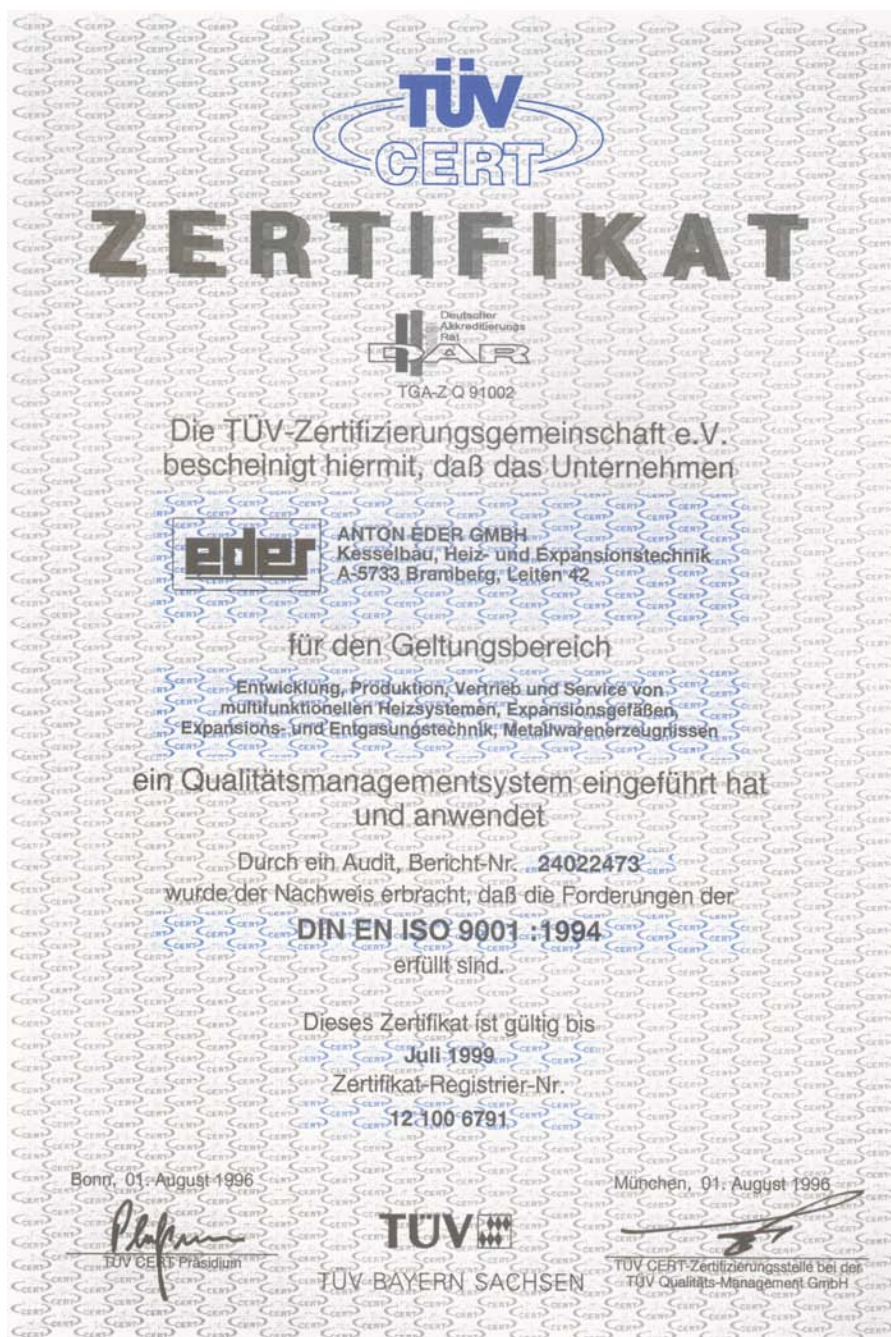 TÜV
CERT
ZERTIFIKAT
Deutscher
Akkreditierungs
Rat
DAR
TGA-Z Q 91002
Die TÜV-Zertifizierungsgemeinschaft e.V.
bescheinigt hiermit, daß das Unternehmen
eder
ANTON EDER GMBH
Kesselbau, Heiz- und Expansionstechnik
A-5733 Bramberg, Leiten 42
für den Geltungsbereich
Entwicklung, Produktion, Vertrieb und Service von
multifunktionellen Heizsystemen, Expansionsgefäßen,
Expansions- und Entgasungstechnik, Metallwarenerzeugnissen
ein Qualitätsmanagementsystem eingeführt hat
und anwendet
Durch ein Audit, Bericht-Nr. 24022473
wurde der Nachweis erbracht, daß die Forderungen der
DIN EN ISO 9001 :1994
erfüllt sind.
Dieses Zertifikat ist gültig bis
Juli 1999
Zertifikat-Registrier-Nr.
12 100 6791
Bonn, 01. August 1996
München, 01. August 1996
TÜV CERT Präsidium
TÜV
TÜV BAYERN SACHSEN
TÜV CERT-Zertifizierungsstelle bei der
TÜV Qualitäts-Management GmbH